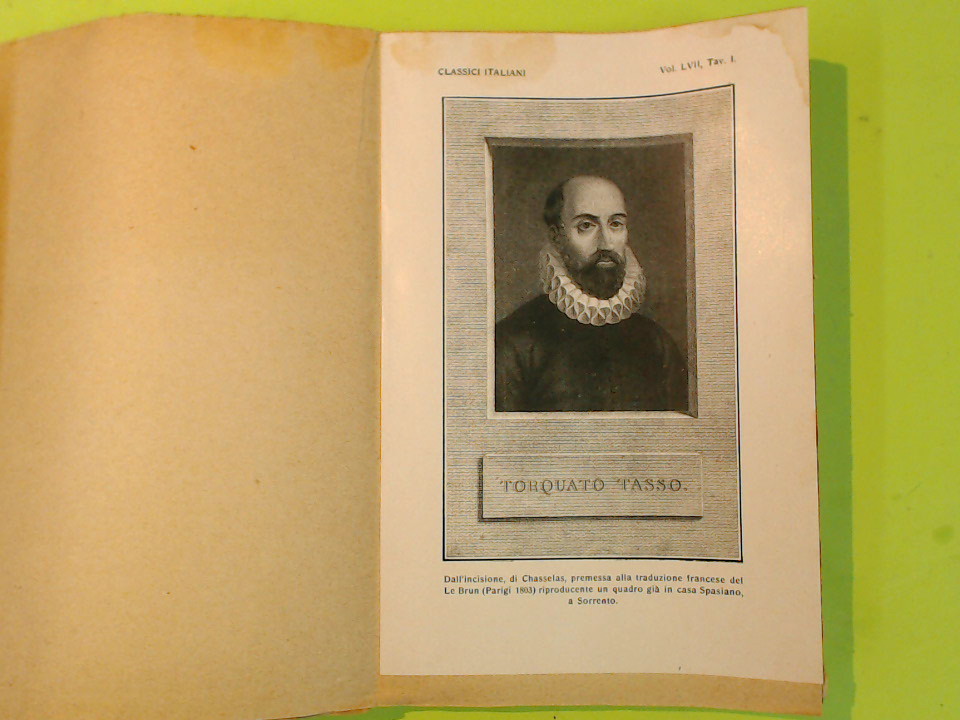 CLASSICI ITALIANI
Vol. LVII, Tav. I.
TORQUATO TASSO.
Dall'incisione, di Chasselas, premessa alla traduzione francese del
Le Brun (Parigi 1803) riproducente un quadro già in casa Spasiano,
a Sorrento.